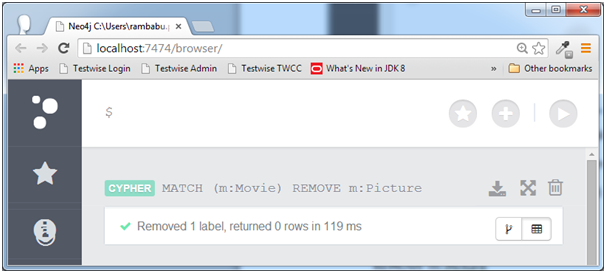 Neo4j C:\Users\rambabu.q
localhost:7474/browser/
Apps Testwise Login Testwise Admin Testwise TWCC What's New in JDK 8 » Other bookmarks
$
CYPHER MATCH (m:Movie) REMOVE m:Picture
Removed 1 label, returned 0 rows in 119 ms